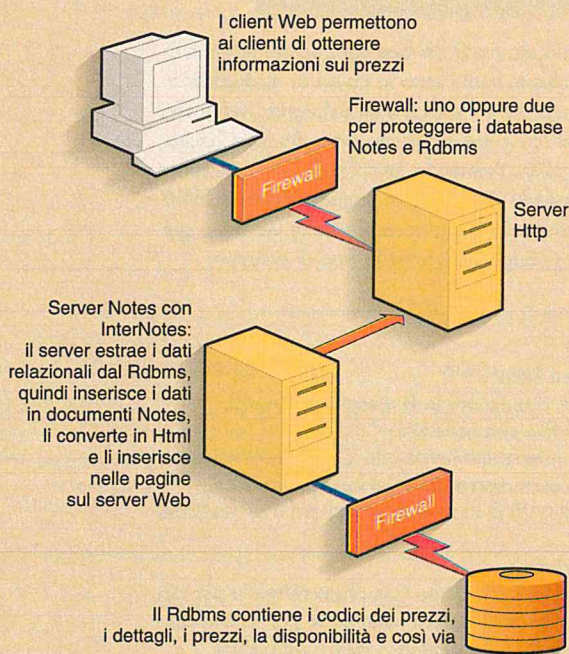 I client Web permettono
ai clienti di ottenere
informazioni sui prezzi
Firewall: uno oppure due
per proteggere i database
Notes e Rdbms
Firewall
Server
Http
Server Notes con
InterNotes:
il server estrae i dati
relazionali dal Rdbms,
quindi inserisce i dati
in documenti Notes,
li converte in Html
e li inserisce
nelle pagine
sul server Web
Firewall
Il Rdbms contiene i codici dei prezzi,
i dettagli, i prezzi, la disponibilità e così via